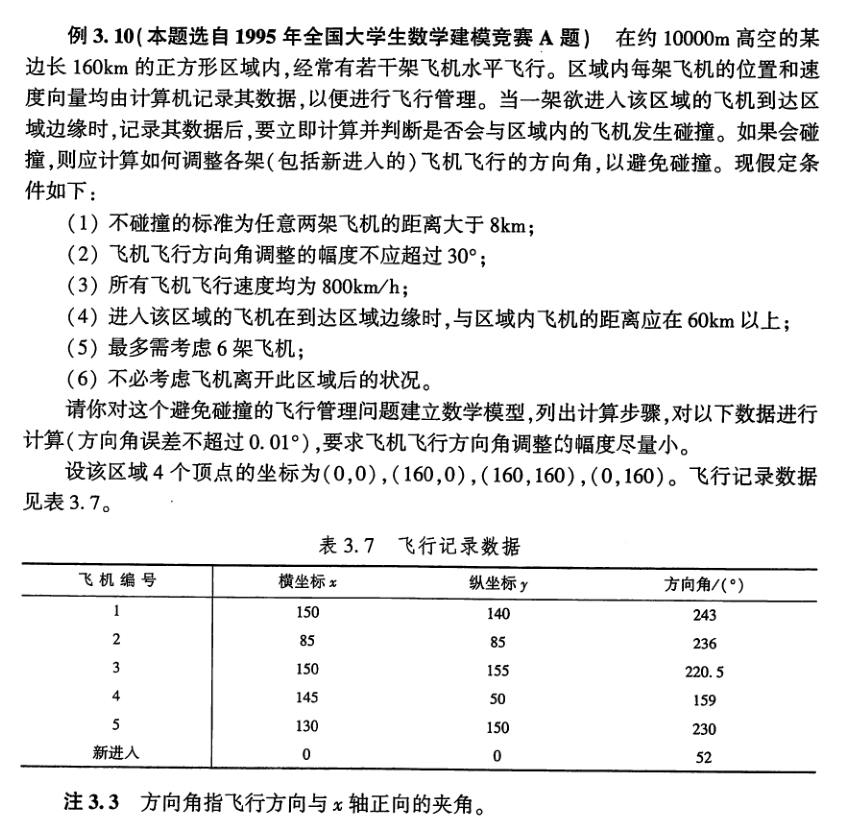 例 3.10(本题选自 1995 年全国大学生数学建模竞赛 A 题) 在约 10000m 高空的某
边长 160km 的正方形区域内,经常有若干架飞机水平飞行。区域内每架飞机的位置和速
度向量均由计算机记录其数据,以便进行飞行管理。当一架欲进入该区域的飞机到达区
域边缘时,记录其数据后,要立即计算并判断是否会与区域内的飞机发生碰撞。如果会碰
撞,则应计算如何调整各架(包括新进入的)飞机飞行的方向角,以避免碰撞。现假定条
件如下:
(1) 不碰撞的标准为任意两架飞机的距离大于 8km;
(2) 飞机飞行方向角调整的幅度不应超过 30°;
(3) 所有飞机飞行速度均为 800km/h;
(4) 进入该区域的飞机在到达区域边缘时,与区域内飞机的距离应在 60km 以上;
(5) 最多需考虑 6 架飞机;
(6) 不必考虑飞机离开此区域后的状况。
请你对这个避免碰撞的飞行管理问题建立数学模型,列出计算步骤,对以下数据进行
计算(方向角误差不超过 0.01°),要求飞机飞行方向角调整的幅度尽量小。
设该区域 4 个顶点的坐标为(0,0),(160,0),(160,160),(0,160)。飞行记录数据
见表 3.7。
表 3.7 飞行记录数据
飞机编号 横坐标 x 纵坐标 y 方向角/(°)
1 150 140 243
2 85 85 236
3 150 155 220.5
4 145 50 159
5 130 150 230
新进入 0 0 52
注 3.3 方向角指飞行方向与 x 轴正向的夹角。